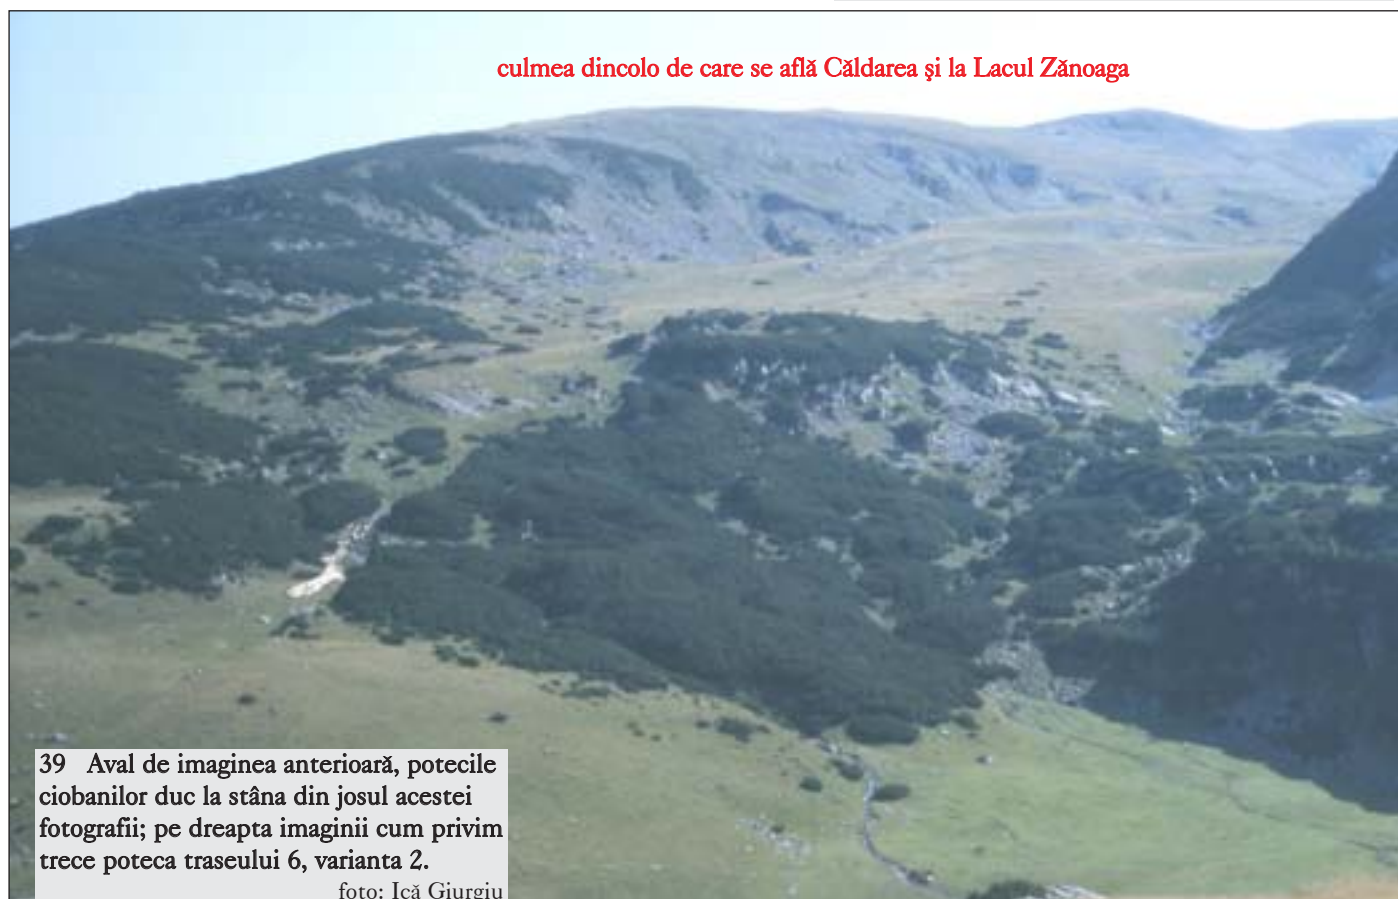 culmea dincolo de care se află Căldarea și la Lacul Zănoaga
39 Aval de imaginea anterioară, potecile
ciobanilor duc la stâna din josul acestei
fotografii; pe dreapta imaginii cum privim
trece poteca traseului 6, varianta 2.
foto: Ică Giurgiu